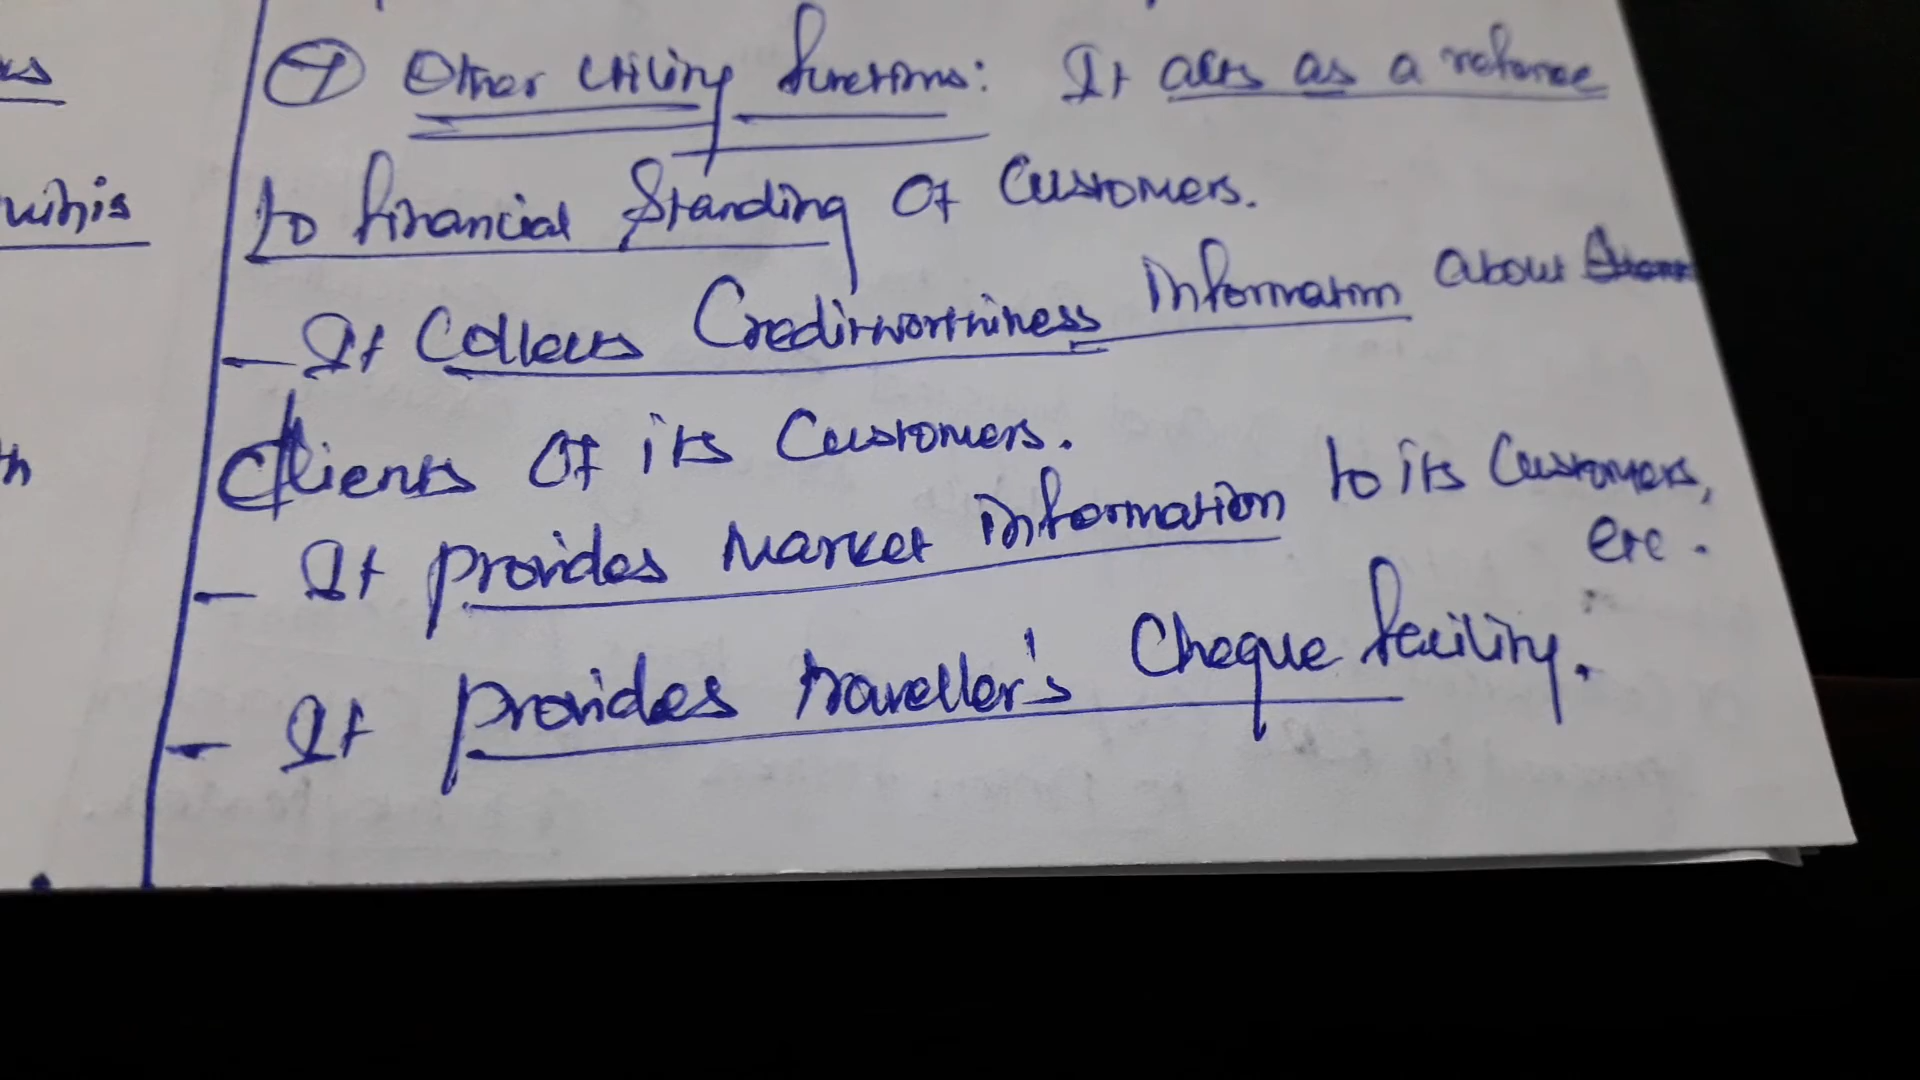 ⑦ Other Utility functions: It acts as a reference
to financial Standing of Customers.
- It Collects Creditworthiness Information about
Clients of its Customers.
- It provides Market information to its Customers,
etc.
- It provides traveller's Cheque facility.